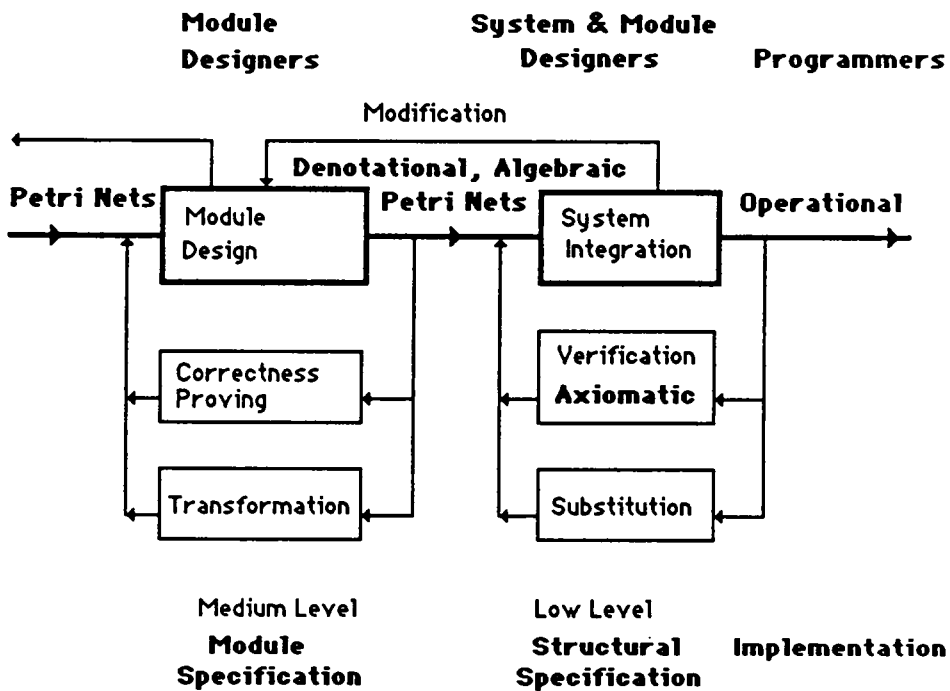 Module
Designers
System & Module
Designers
Programmers
Modification
Denotational, Algebraic
Petri Nets
Petri Nets
Operational
Module
Design
System
Integration
Correctness
Proving
Verification
Axiomatic
Transformation
Substitution
Medium Level
Module
Specification
Low Level
Structural
Specification
Implementation